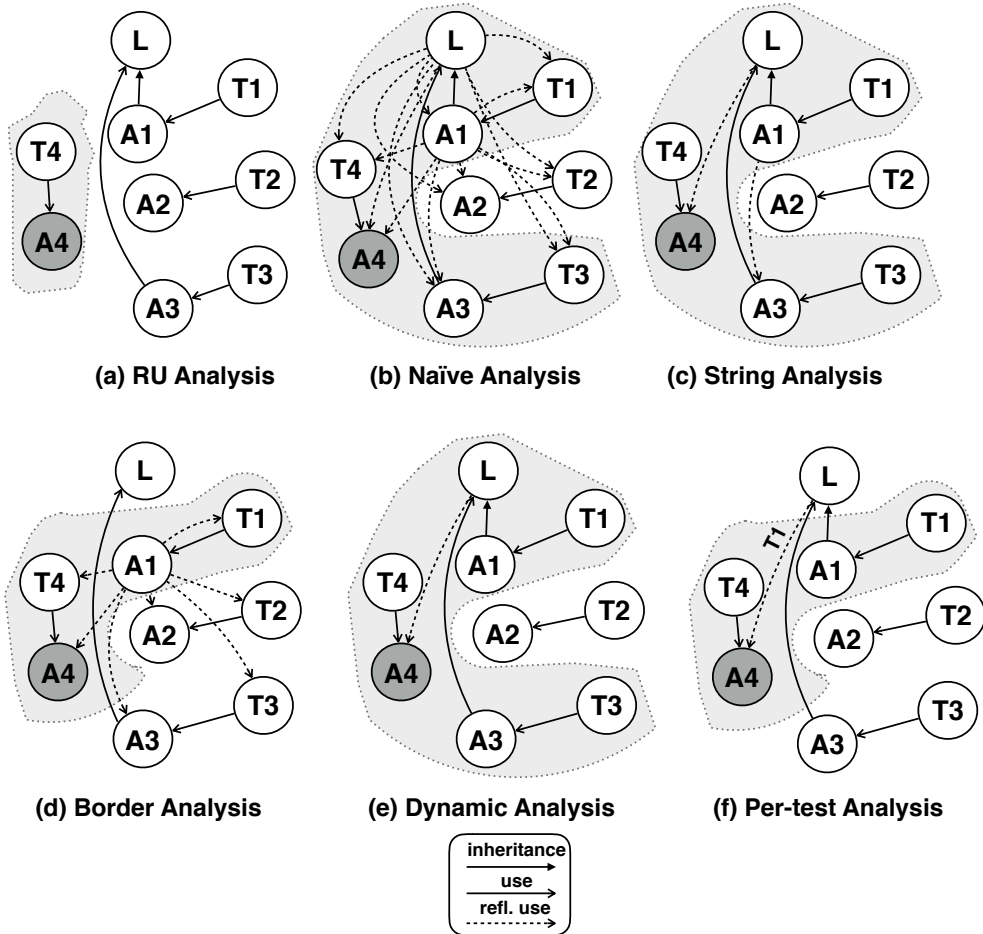 L
T1
A1
T4
A2
T2
A4
T3
A3
(a) RU Analysis
L
T1
A1
T4
T2
A2
A4
T3
A3
(b) Naïve Analysis
L
T1
A1
T4
T2
A2
A4
T3
A3
(c) String Analysis
L
T1
A1
T4
T2
A2
A4
T3
A3
(d) Border Analysis
L
T1
A1
T4
T2
A2
A4
T3
A3
(e) Dynamic Analysis
L
T1
T1
A1
T4
T2
A2
A4
T3
A3
(f) Per-test Analysis
inheritance
use
refl. use